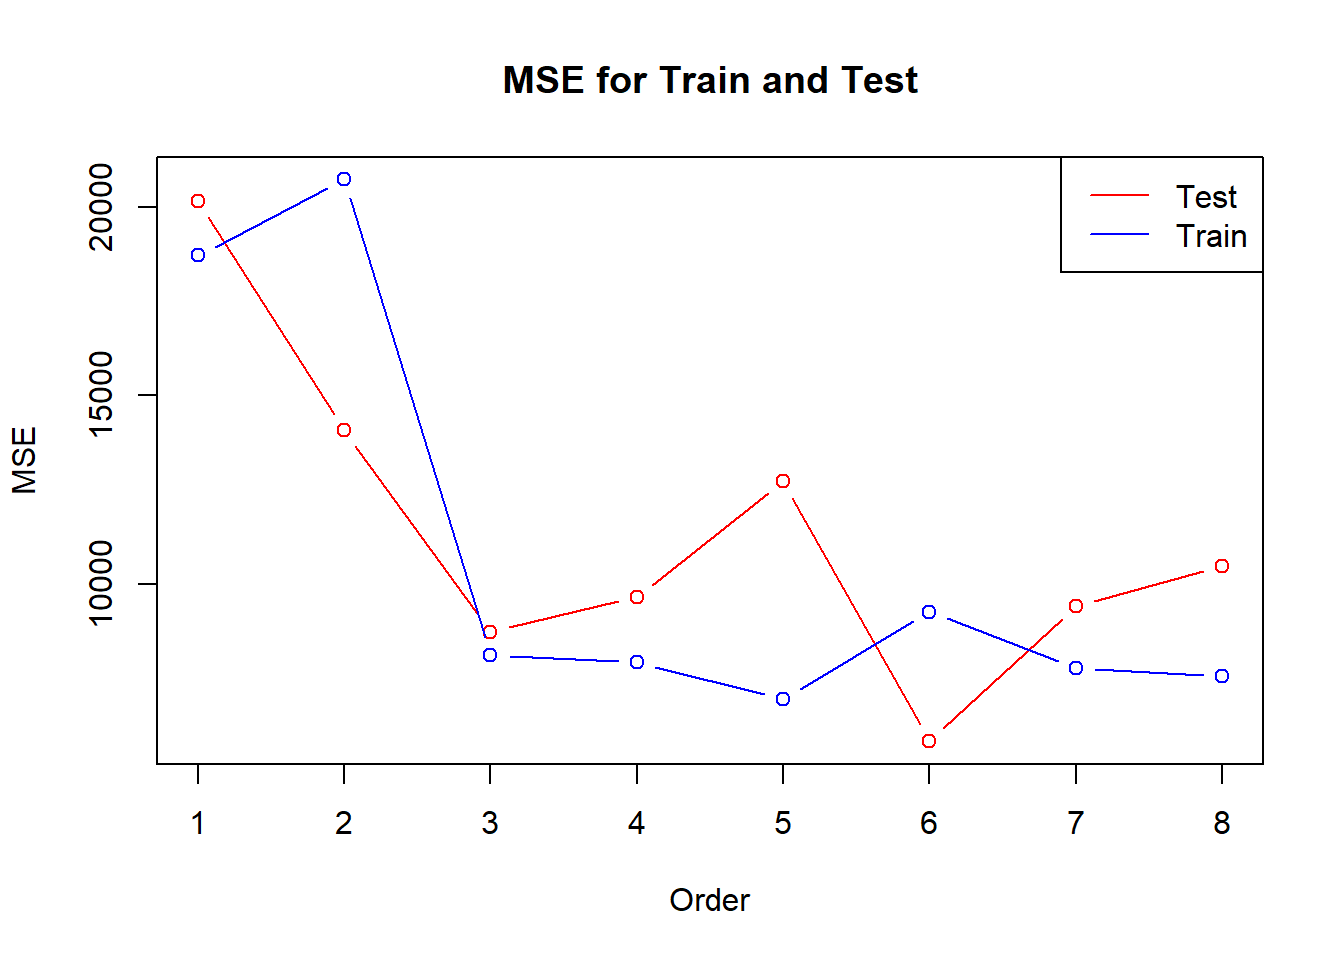 MSE for Train and Test
Test
Train
MSE
20000
15000
10000
1 2 3 4 5 6 7 8
Order